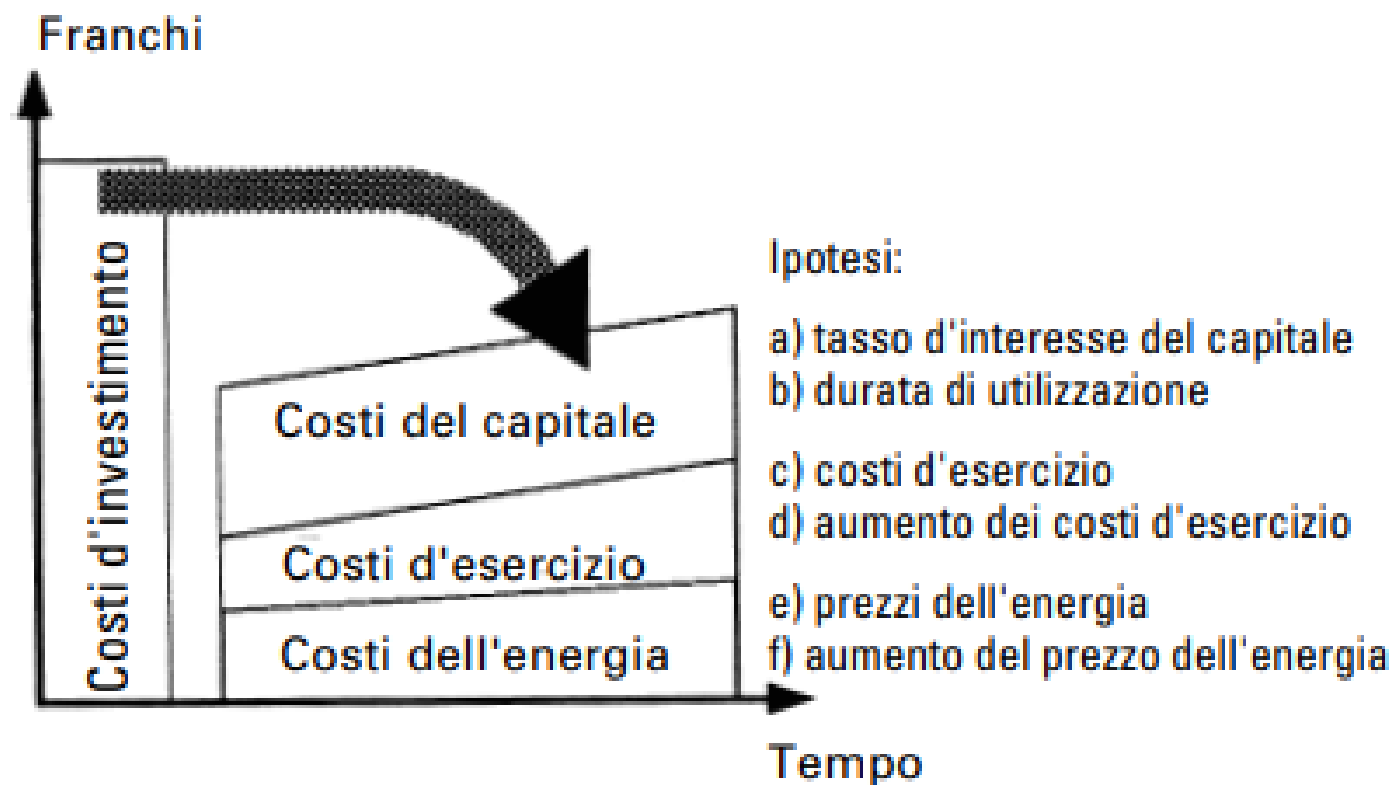 Franchi
Costi d'investimento
Costi del capitale
Costi d'esercizio
Costi dell'energia
Ipotesi:
a) tasso d'interesse del capitale
b) durata di utilizzazione
c) costi d'esercizio
d) aumento dei costi d'esercizio
e) prezzi dell'energia
f) aumento del prezzo dell'energia
Tempo